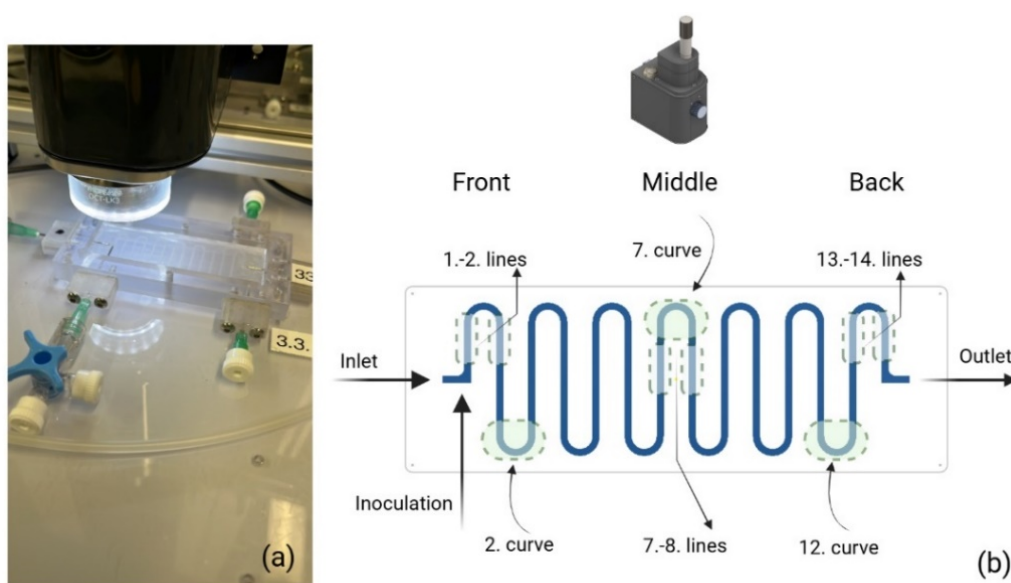 Front
Middle
Back
7. curve
1.-2. lines
13.-14. lines
33
3.3.
Inlet
Outlet
Inoculation
2. curve
7.-8. lines
12. curve
(a)
(b)